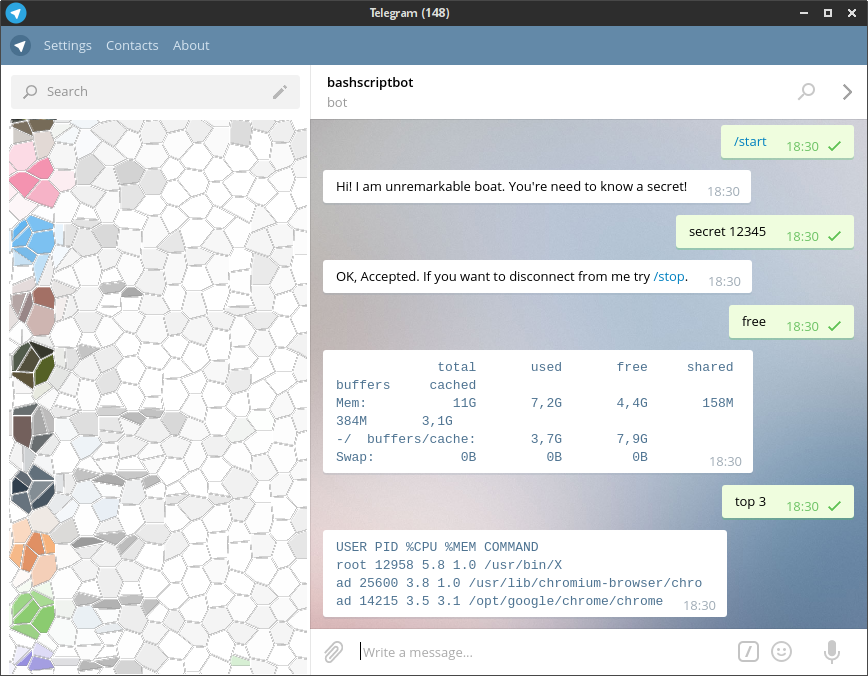 Telegram (148)
Settings Contacts About
Search
bashscriptbot
bot
/start 18:30
Hi! I am unremarkable boat. You're need to know a secret! 18:30
secret 12345 18:30
OK, Accepted. If you want to disconnect from me try /stop. 18:30
free 18:30
total used free shared
buffers cached
Mem: 11G 7,2G 4,4G 158M
384M 3,1G
-/ buffers/cache: 3,7G 7,9G
Swap: 0B 0B 0B 18:30
top 3 18:30
USER PID %CPU %MEM COMMAND
root 12958 5.8 1.0 /usr/bin/X
ad 25600 3.8 1.0 /usr/lib/chromium-browser/chro
ad 14215 3.5 3.1 /opt/google/chrome/chrome 18:30
Write a message...